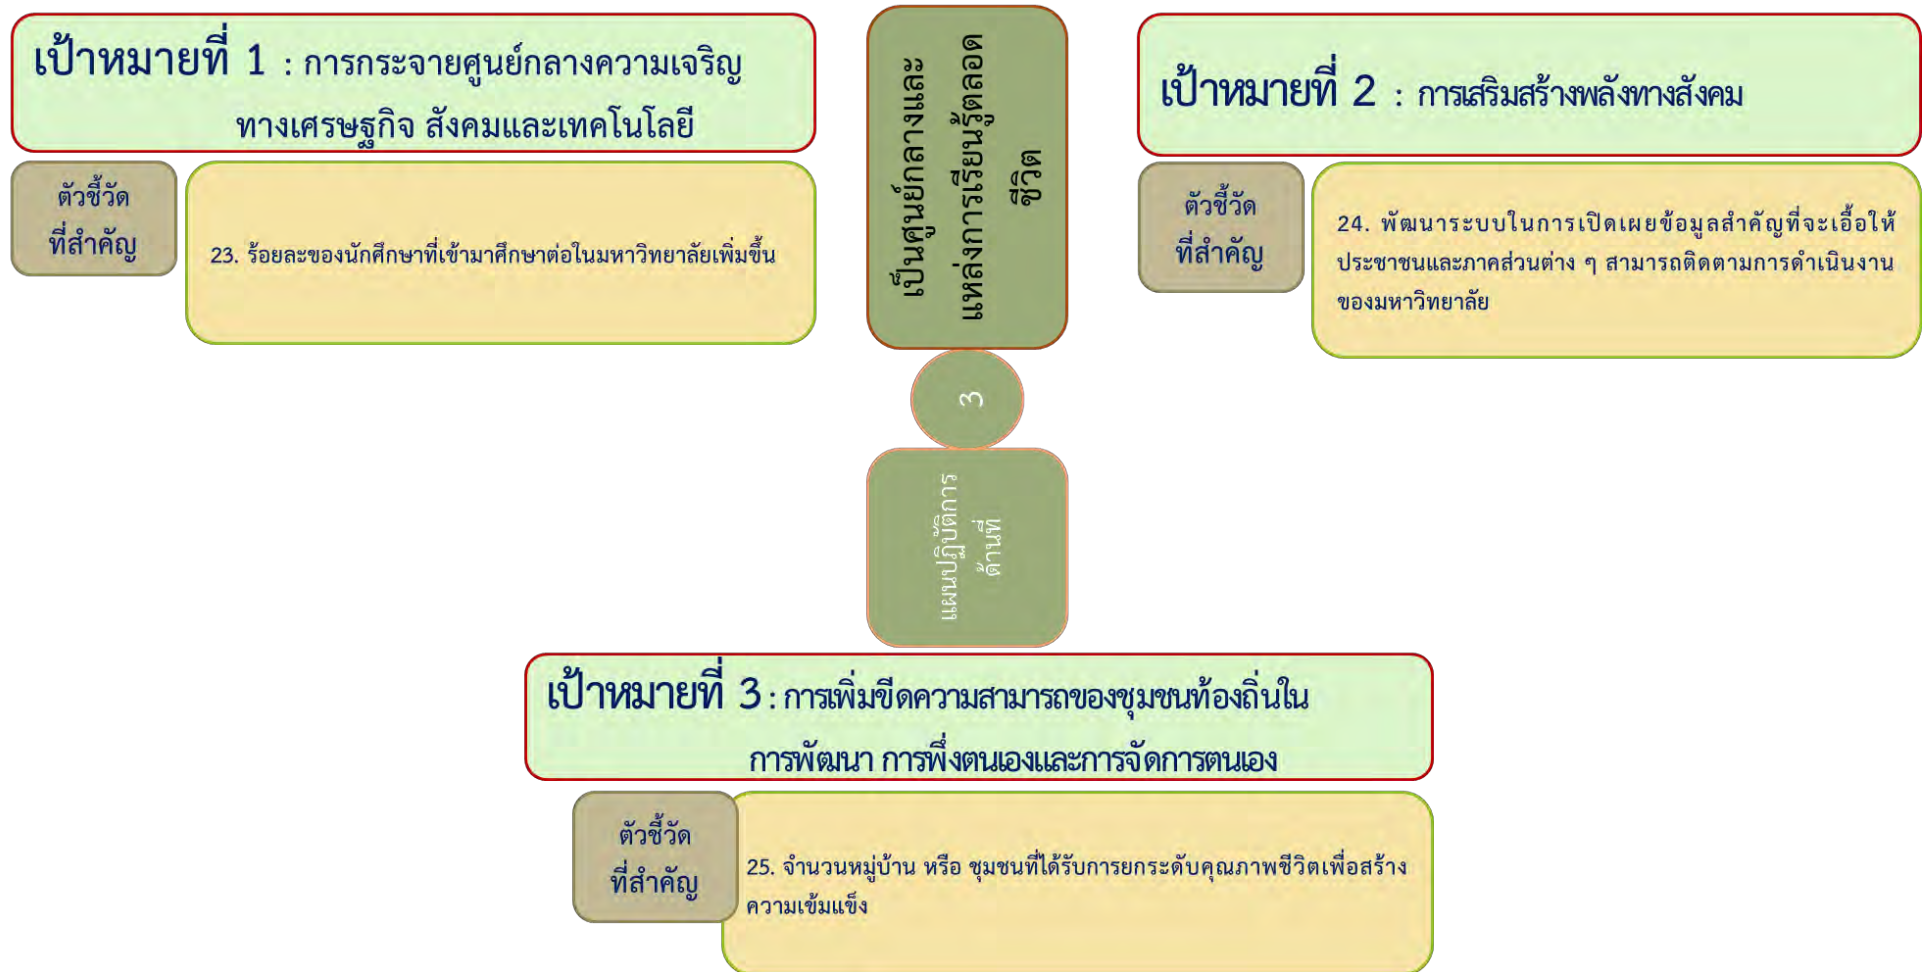 เป้าหมายที่ 1 : การกระจายศูนย์กลางความเจริญ
ทางเศรษฐกิจ สังคมและเทคโนโลยี
ตัวชี้วัด
ที่สำคัญ
23. ร้อยละของนักศึกษาที่เข้ามาศึกษาต่อในมหาวิทยาลัยเพิ่มขึ้น
เป็นศูนย์กลางและ
แหล่งการเรียนรู้ตลอด
ชีวิต
3
แผนปฏิบัติการ
ด้านที่
เป้าหมายที่ 2 : การเสริมสร้างพลังทางสังคม
ตัวชี้วัด
ที่สำคัญ
24. พัฒนาระบบในการเปิดเผยข้อมูลสำคัญที่จะเอื้อให้
ประชาชนและภาคส่วนต่าง ๆ สามารถติดตามการดำเนินงาน
ของมหาวิทยาลัย
เป้าหมายที่ 3 : การเพิ่มขีดความสามารถของชุมชนท้องถิ่นใน
การพัฒนา การพึ่งตนเองและการจัดการตนเอง
ตัวชี้วัด
ที่สำคัญ
25. จำนวนหมู่บ้าน หรือ ชุมชนที่ได้รับการยกระดับคุณภาพชีวิตเพื่อสร้าง
ความเข้มแข็ง